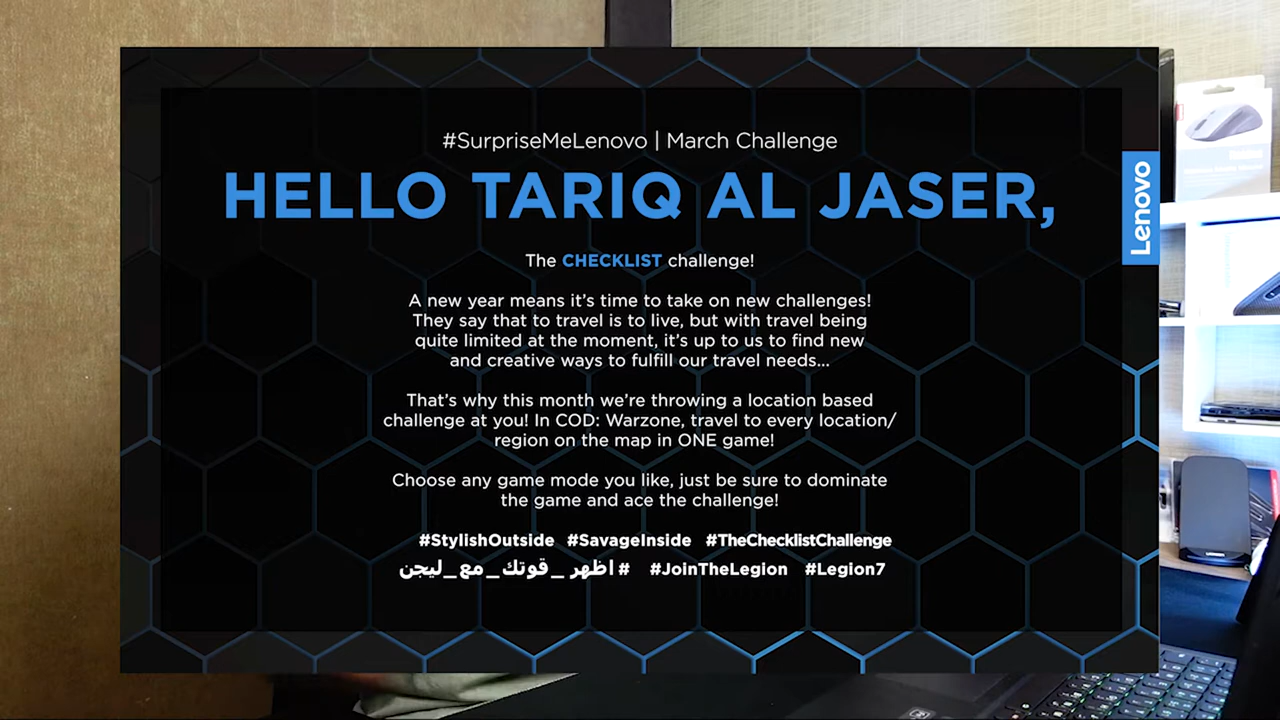 #SurpriseMeLenovo | March Challenge
HELLO TARIQ AL JASER,
Lenovo
The CHECKLIST challenge!
A new year means it's time to take on new challenges!
They say that to travel is to live, but with travel being
quite limited at the moment, it's up to us to find new
and creative ways to fulfill our travel needs...
That's why this month we're throwing a location based
challenge at you! In COD: Warzone, travel to every location/
region on the map in ONE game!
Choose any game mode you like, just be sure to dominate
the game and ace the challenge!
#StylishOutside #SavageInside #TheChecklistChallenge
#اظهر_قوتك_مع_ليجن #JoinTheLegion #Legion7